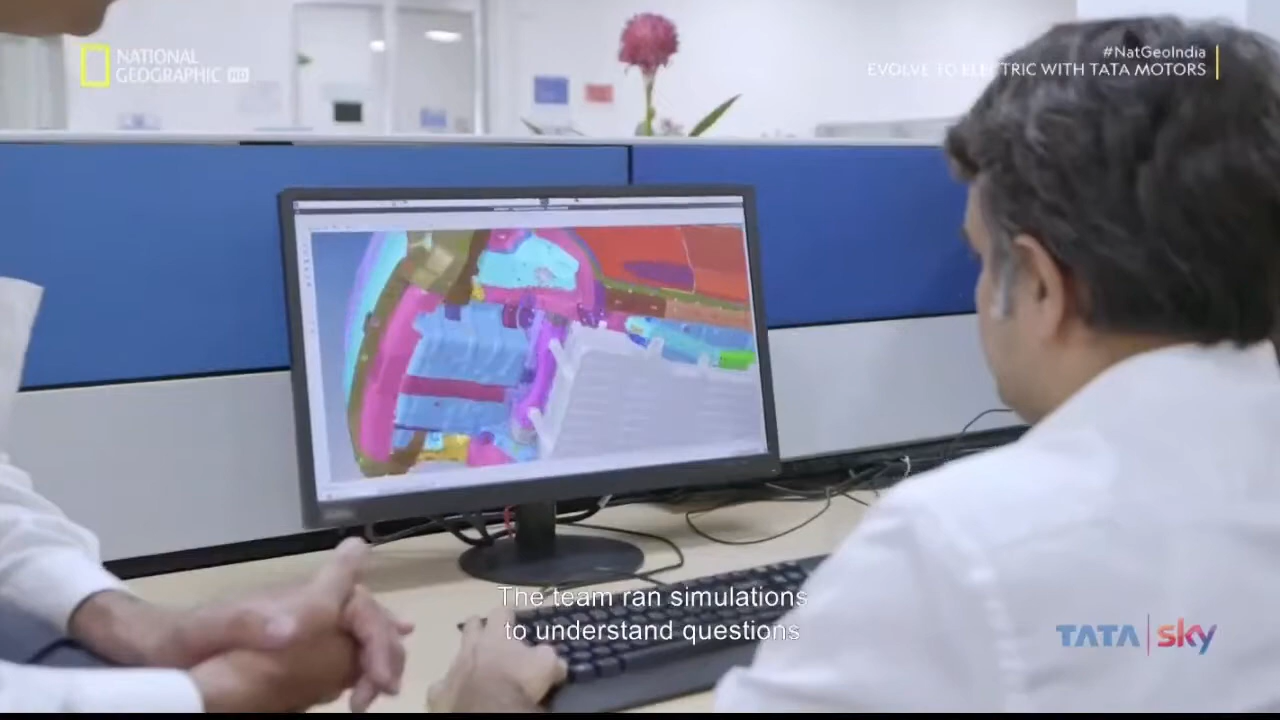 NATIONAL
GEOGRAPHIC HD
#NatGeoIndia
EVOLVE TO ELECTRIC WITH TATA MOTORS
The team ran simulations
to understand questions
TATA sky